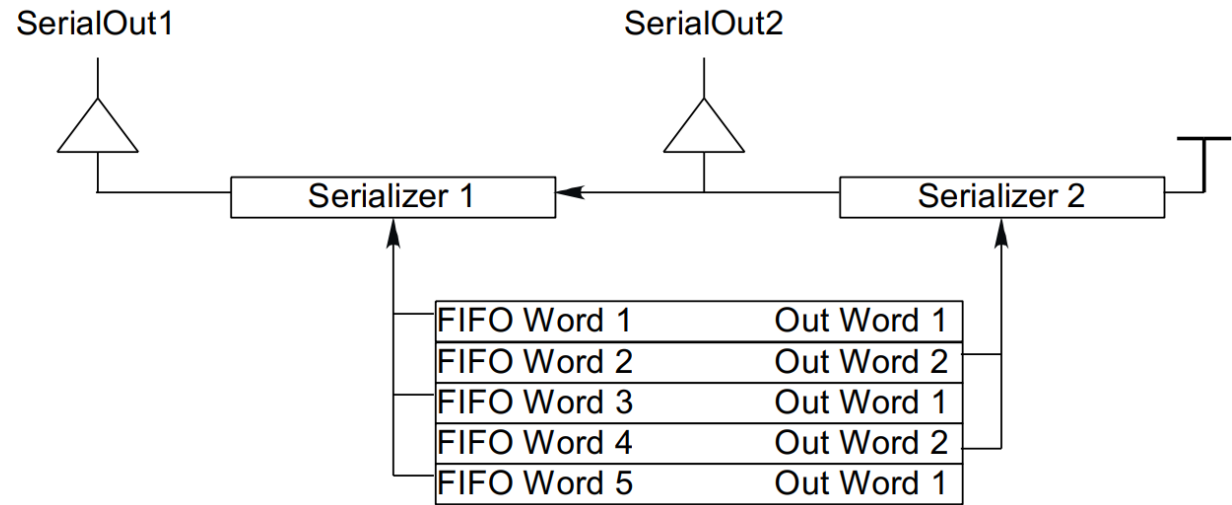 SerialOut1
SerialOut2
Serializer 1
Serializer 2
FIFO Word 1 Out Word 1
FIFO Word 2 Out Word 2
FIFO Word 3 Out Word 1
FIFO Word 4 Out Word 2
FIFO Word 5 Out Word 1